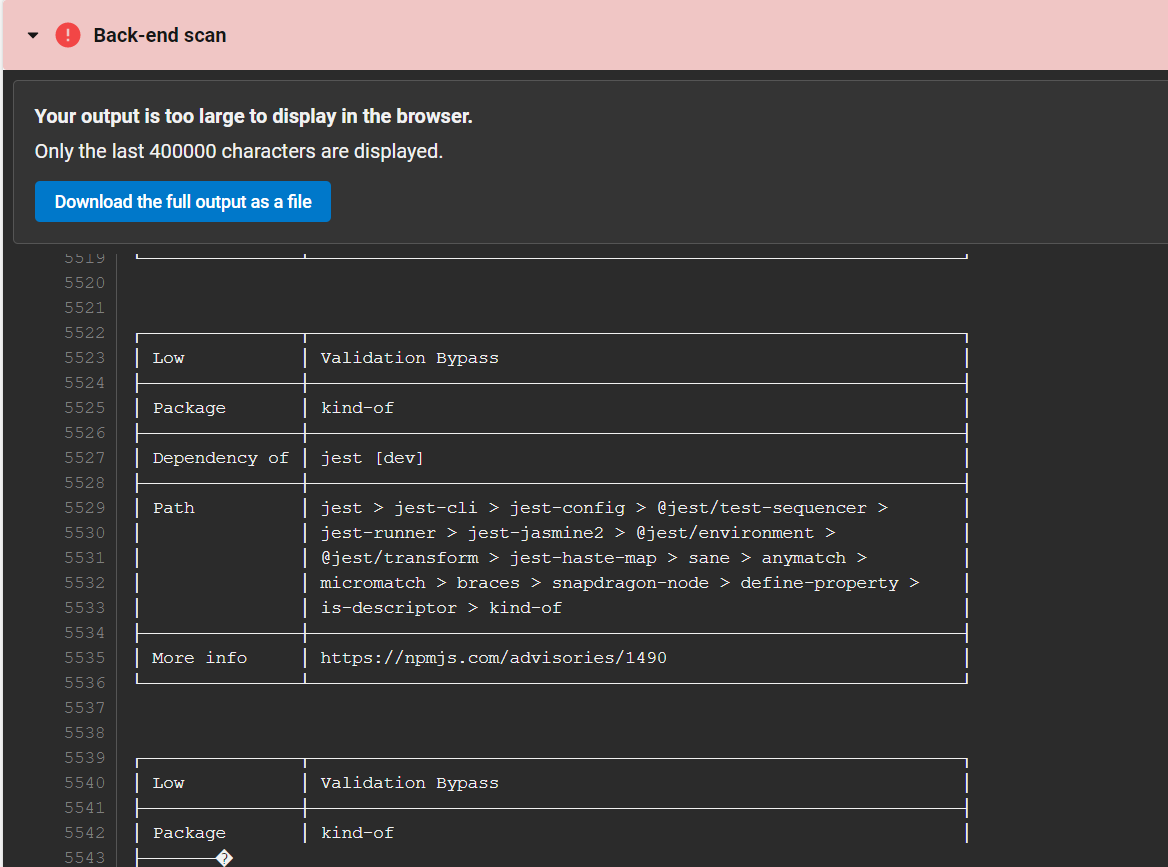 Back-end scan
Your output is too large to display in the browser.
Only the last 400000 characters are displayed.
Download the full output as a file
5519
5520
5521
5522
5523 Low Validation Bypass
5524
5525 Package kind-of
5526
5527 Dependency of jest [dev]
5528
5529 Path jest > jest-cli > jest-config > @jest/test-sequencer >
5530 jest-runner > jest-jasmine2 > @jest/environment >
5531 @jest/transform > jest-haste-map > sane > anymatch >
5532 micromatch > braces > snapdragon-node > define-property >
5533 is-descriptor > kind-of
5534
5535 More info https://npmjs.com/advisories/1490
5536
5537
5538
5539
5540 Low Validation Bypass
5541
5542 Package kind-of
5543 �